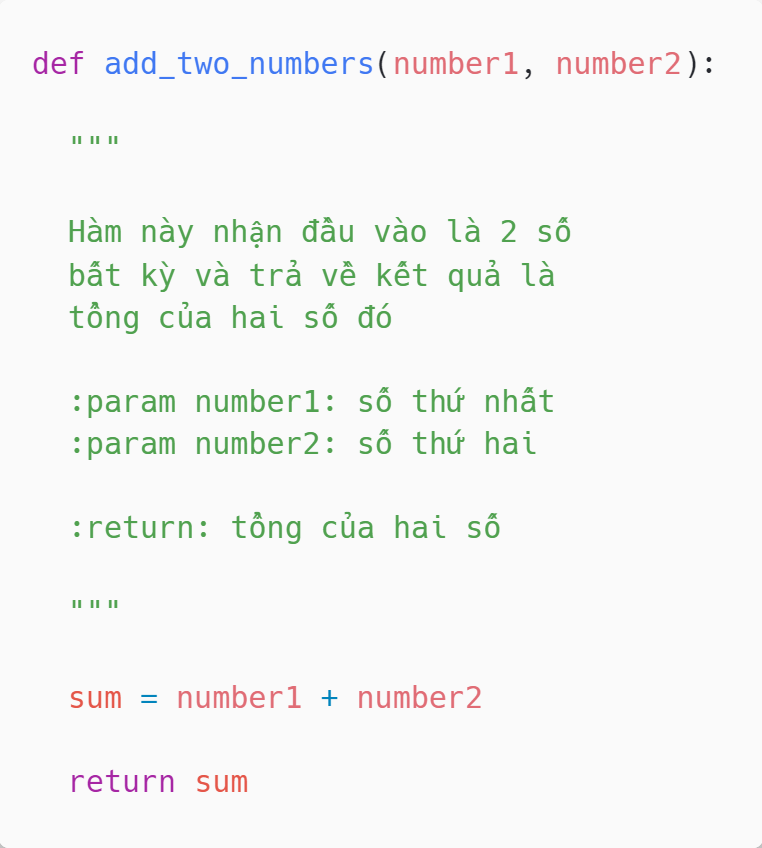 def add_two_numbers(number1, number2):
"""
Hàm này nhận đầu vào là 2 số
bất kỳ và trả về kết quả là
tổng của hai số đó
:param number1: số thứ nhất
:param number2: số thứ hai
:return: tổng của hai số
"""
sum = number1 + number2
return sum